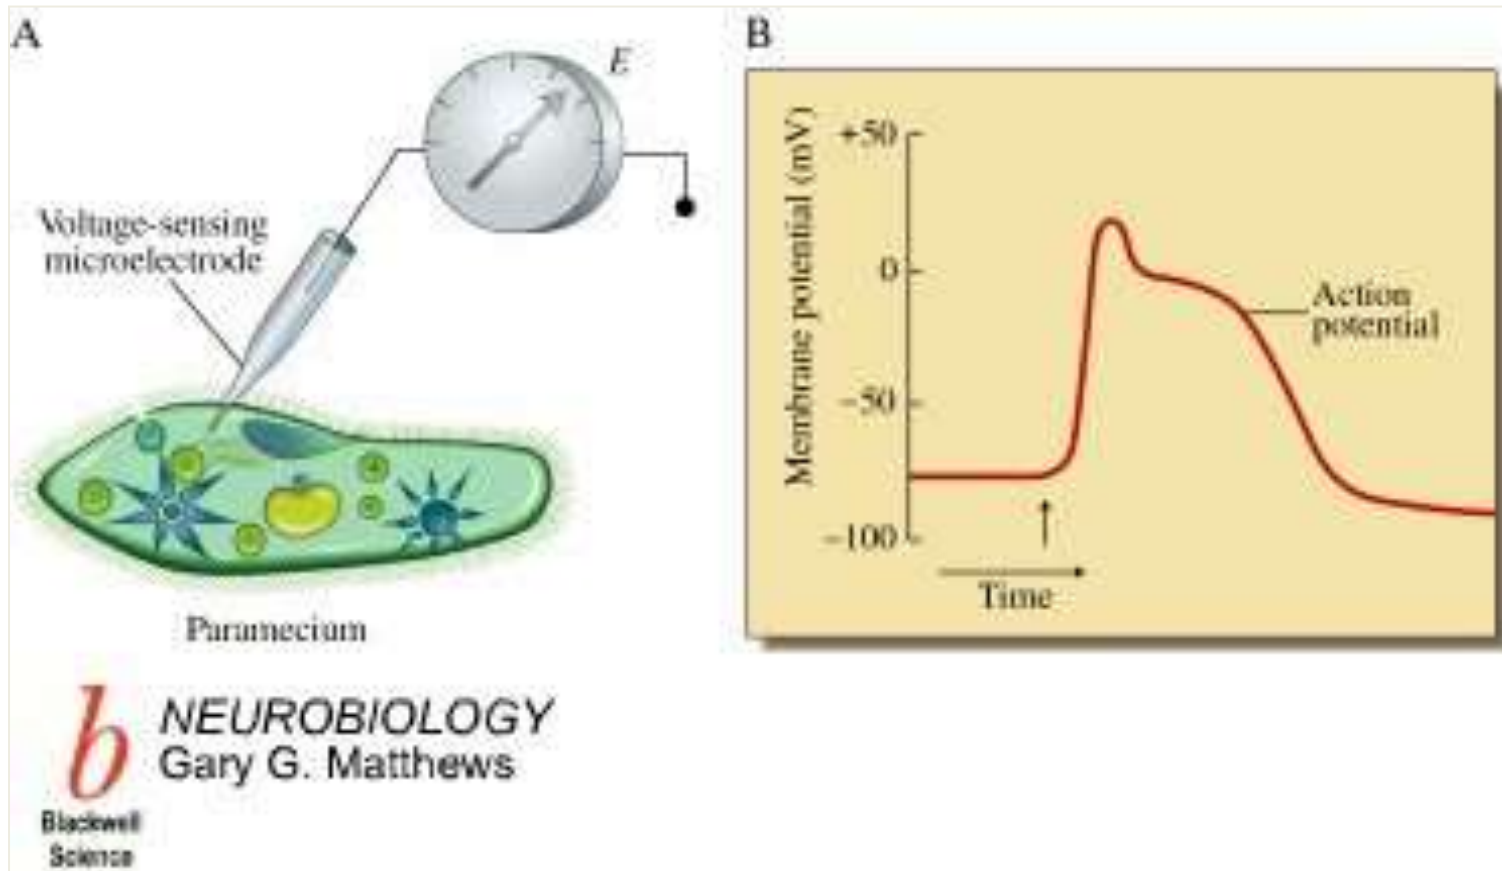 A
E
Voltage-sensing
microelectrode
Paramecium
B
Membrane potential (mV)
+50
0
−50
−100
Action
potential
Time
b
NEUROBIOLOGY
Gary G. Matthews
Blackwell
Science